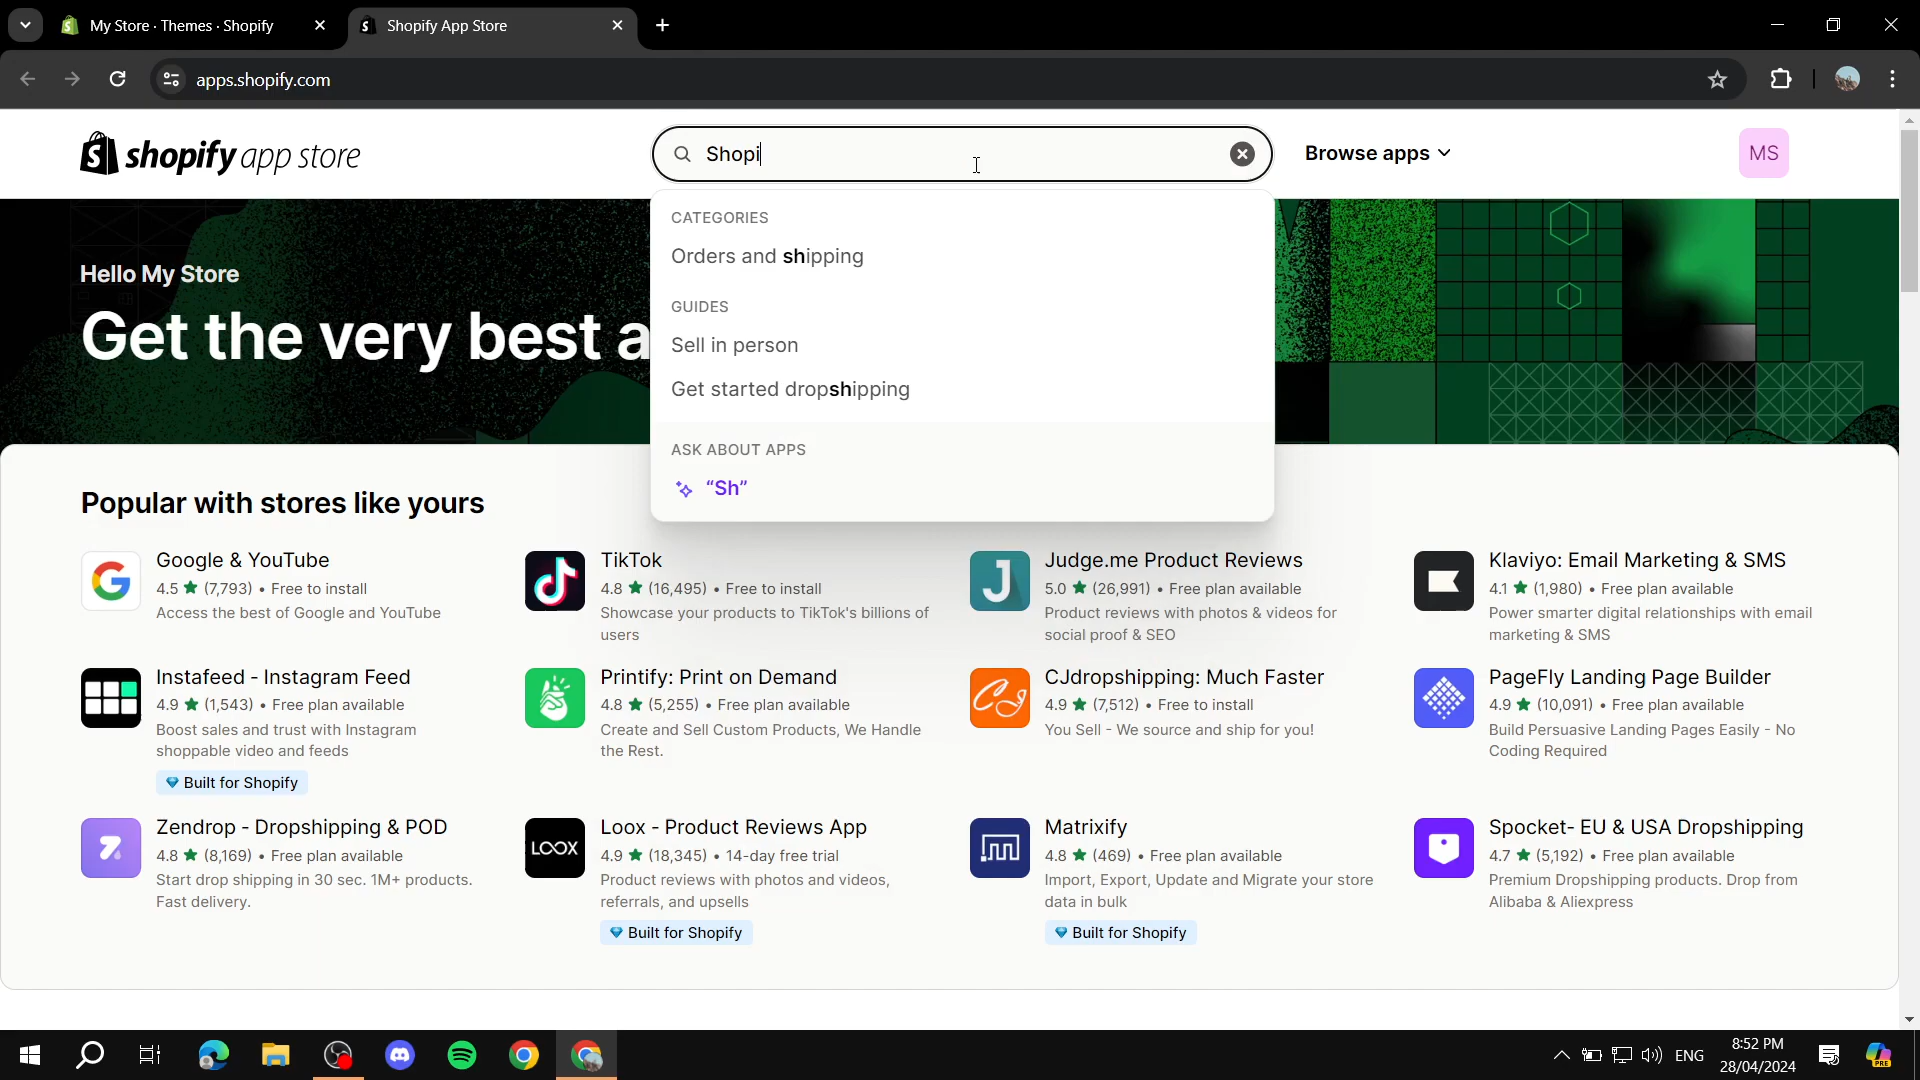 My Store · Themes · Shopify
Shopify App Store
apps.shopify.com
shopify app store
Shopi
Browse apps
MS
CATEGORIES
Orders and shipping
GUIDES
Sell in person
Get started dropshipping
ASK ABOUT APPS
“Sh”
Hello My Store
Get the very best a
Popular with stores like yours
Google & YouTube
4.5 ★ (7,793) • Free to install
Access the best of Google and YouTube
TikTok
4.8 ★ (16,495) • Free to install
Showcase your products to TikTok's billions of
users
J
Judge.me Product Reviews
5.0 ★ (26,991) • Free plan available
Product reviews with photos & videos for
social proof & SEO
Klaviyo: Email Marketing & SMS
4.1 ★ (1,980) • Free plan available
Power smarter digital relationships with email
marketing & SMS
Instafeed - Instagram Feed
4.9 ★ (1,543) • Free plan available
Boost sales and trust with Instagram
shoppable video and feeds
Built for Shopify
Printify: Print on Demand
4.8 ★ (5,255) • Free plan available
Create and Sell Custom Products, We Handle
the Rest.
CJ
CJdropshipping: Much Faster
4.9 ★ (7,512) • Free to install
You Sell - We source and ship for you!
PageFly Landing Page Builder
4.9 ★ (10,091) • Free plan available
Build Persuasive Landing Pages Easily - No
Coding Required
Zendrop - Dropshipping & POD
4.8 ★ (8,169) • Free plan available
Start drop shipping in 30 sec. 1M+ products.
Fast delivery.
LOOX
Loox - Product Reviews App
4.9 ★ (18,345) • 14-day free trial
Product reviews with photos and videos,
referrals, and upsells
Built for Shopify
Matrixify
4.8 ★ (469) • Free plan available
Import, Export, Update and Migrate your store
data in bulk
Built for Shopify
Spocket- EU & USA Dropshipping
4.7 ★ (5,192) • Free plan available
Premium Dropshipping products. Drop from
Alibaba & Aliexpress
ENG
8:52 PM
28/04/2024
PRE